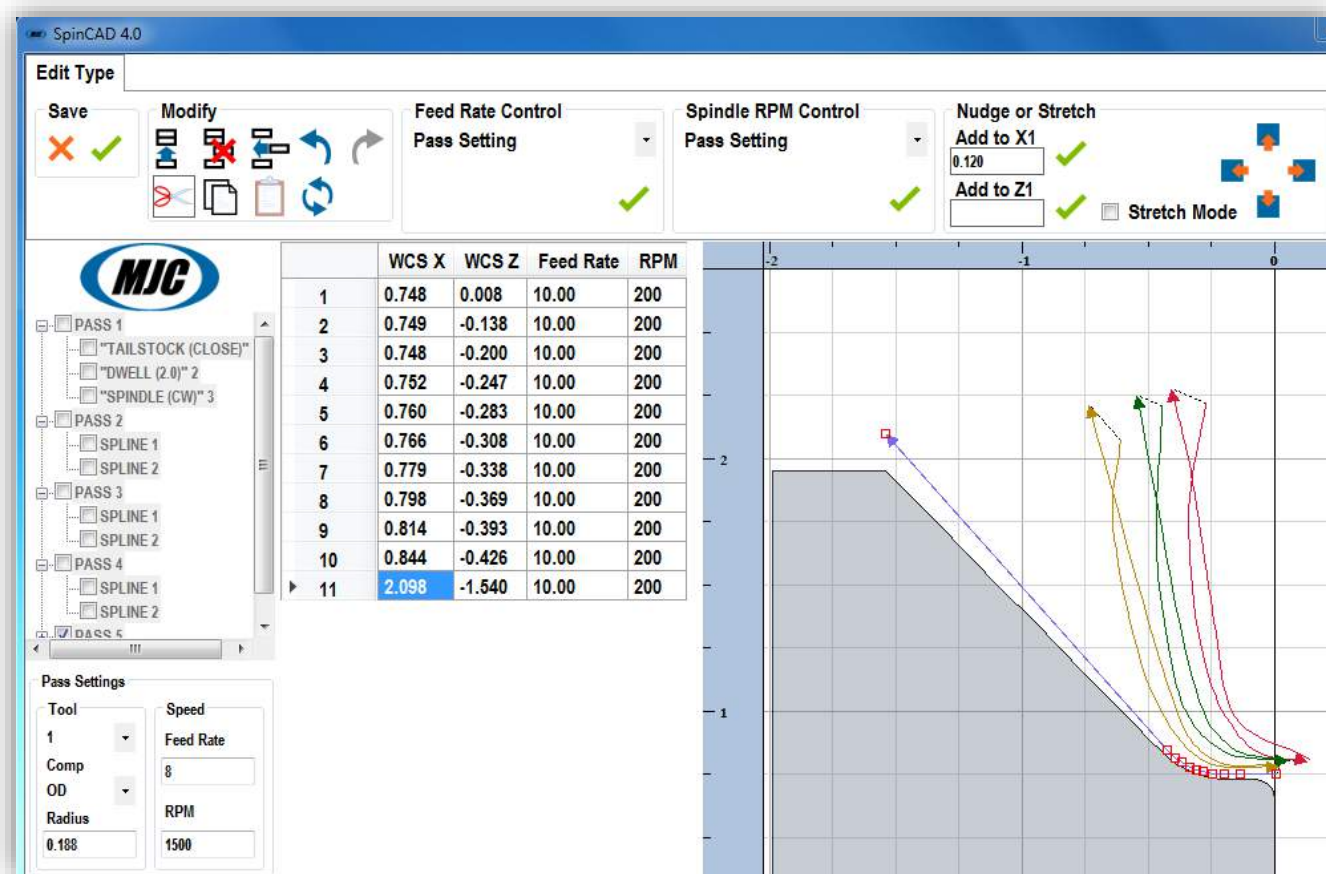 SpinCAD 4.0
Edit Type
Save
Modify
Feed Rate Control
Pass Setting
Spindle RPM Control
Pass Setting
Nudge or Stretch
Add to X1
0.120
Add to Z1
Stretch Mode
MJC
PASS 1
"TAILSTOCK (CLOSE)"
"DWELL (2.0)" 2
"SPINDLE (CW)" 3
PASS 2
SPLINE 1
SPLINE 2
PASS 3
SPLINE 1
SPLINE 2
PASS 4
SPLINE 1
SPLINE 2
PASS 5
Pass Settings
Tool
1
Comp
OD
Radius
0.188
Speed
Feed Rate
8
RPM
1500
WCS X WCS Z Feed Rate RPM
1 0.748 0.008 10.00 200
2 0.749 -0.138 10.00 200
3 0.748 -0.200 10.00 200
4 0.752 -0.247 10.00 200
5 0.760 -0.283 10.00 200
6 0.766 -0.308 10.00 200
7 0.779 -0.338 10.00 200
8 0.798 -0.369 10.00 200
9 0.814 -0.393 10.00 200
10 0.844 -0.426 10.00 200
11 2.098 -1.540 10.00 200
-2 -1 0
2
1